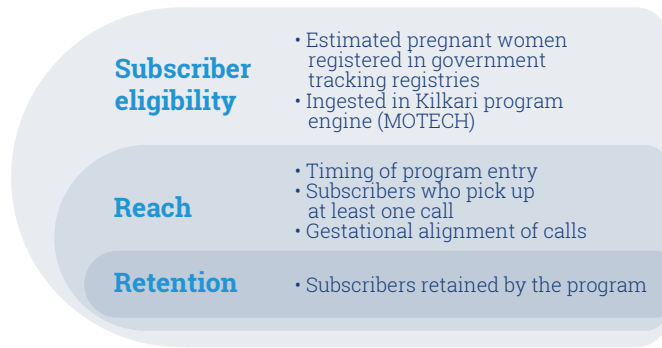 Subscriber
eligibility
• Estimated pregnant women
registered in government
tracking registries
• Ingested in Kilkari program
engine (MOTECH)
Reach
• Timing of program entry
• Subscribers who pick up
at least one call
• Gestational alignment of calls
Retention
• Subscribers retained by the program